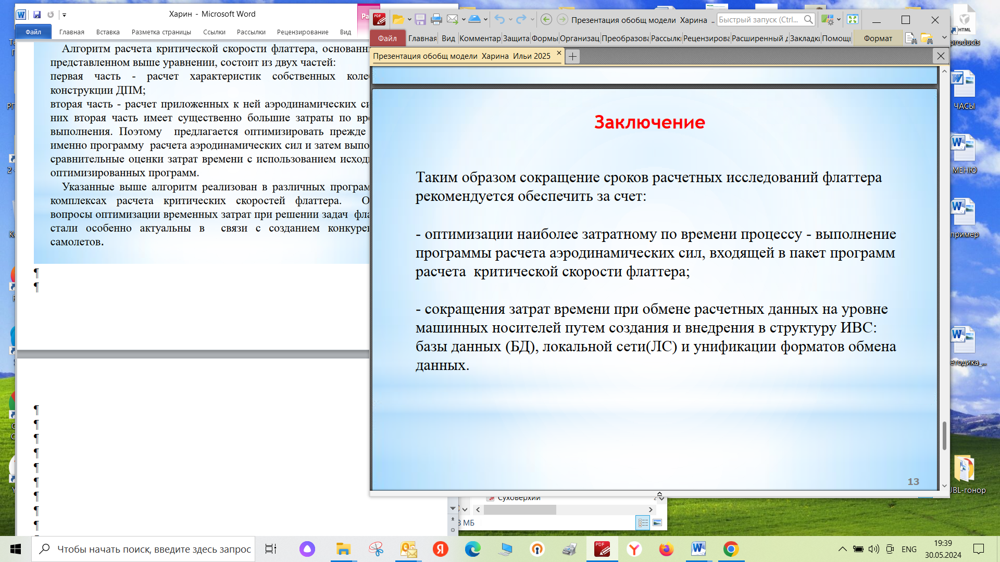 Харин - Microsoft Word
Файл Главная Вставка Разметка страницы Ссылки Рассылки Рецензирование Вид
Алгоритм расчета критической скорости флаттера,
представленном выше уравнении, состоит из двух частей:
первая часть - расчет характеристик собственных
конструкции ДПМ;
вторая часть - расчет приложенных к ней аэродинамических
них вторая часть имеет существенно большие затраты по
выполнения. Поэтому предлагается оптимизировать прежде
именно программу расчета аэродинамических сил и затем
сравнительные оценки затрат времени с использованием
оптимизированных программ.
Указанные выше алгоритм реализован в различных
комплексах расчета критических скоростей флаттера.
вопросы оптимизации временных затрат при решении задач
стали особенно актуальны в связи с созданием
самолетов.
Презентация обобщ модели Харина ..
Быстрый запуск (Ctrl...
Файл Главная Вид Комментар Защита Формы Организац Преобразова Рассылк Рецензирова Расширенный Закладк Помощ Формат
Презентация обобщ модели Харина Ильи 2025
Заключение
Таким образом сокращение сроков расчетных исследований флаттера
рекомендуется обеспечить за счет:
- оптимизации наиболее затратному по времени процессу - выполнение
программы расчета аэродинамических сил, входящей в пакет программ
расчета критической скорости флаттера;
- сокращения затрат времени при обмене расчетных данных на уровне
машинных носителей путем создания и внедрения в структуру ИВС:
базы данных (БД), локальной сети(ЛС) и унификации форматов обмена
данных.
13
HTML
products
ЧАСЫ
МЕНЮ
пример
етодика_...
UBL-гонор
Суховерхий
МБ
Чтобы начать поиск, введите здесь запрос
ENG
19:39
30.05.2024